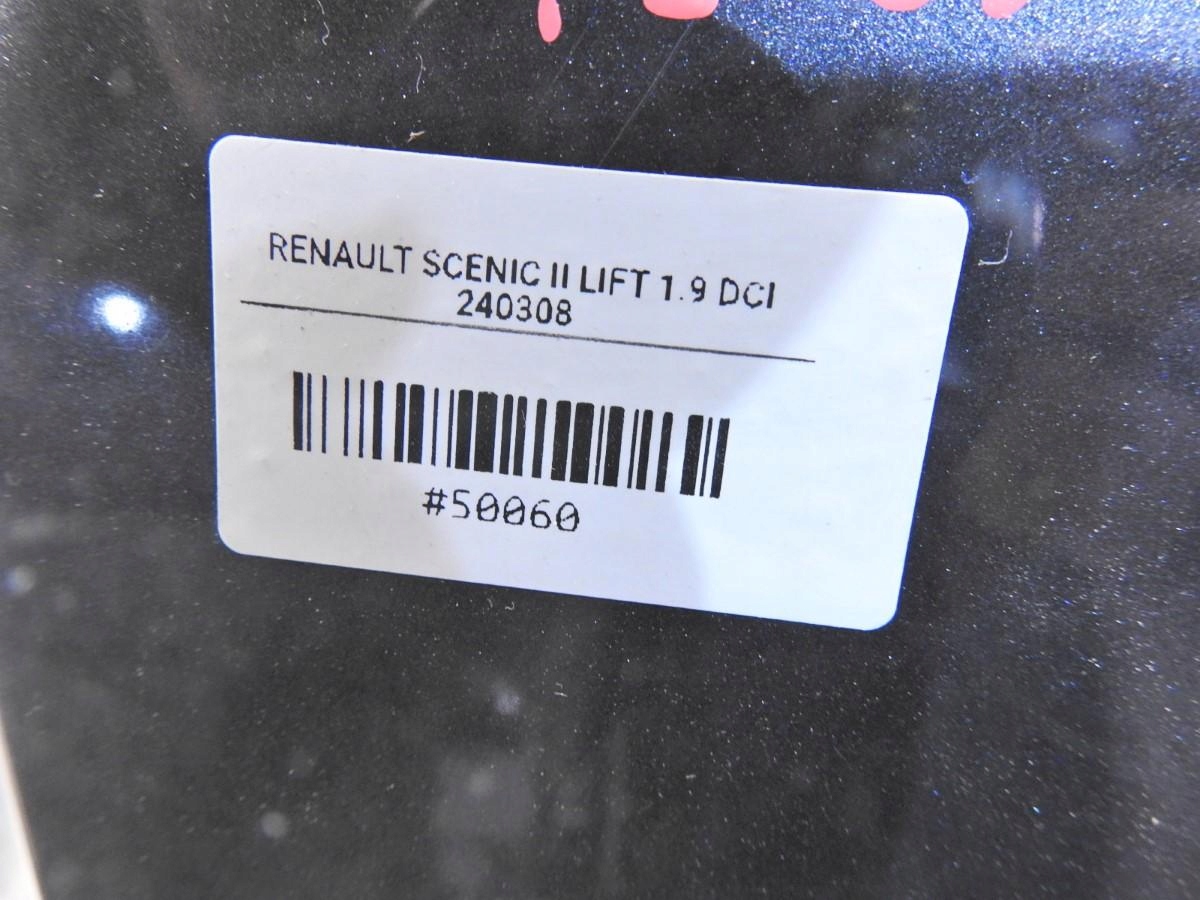 RENAULT SCENIC II LIFT 1.9 DCI
240308
#50060